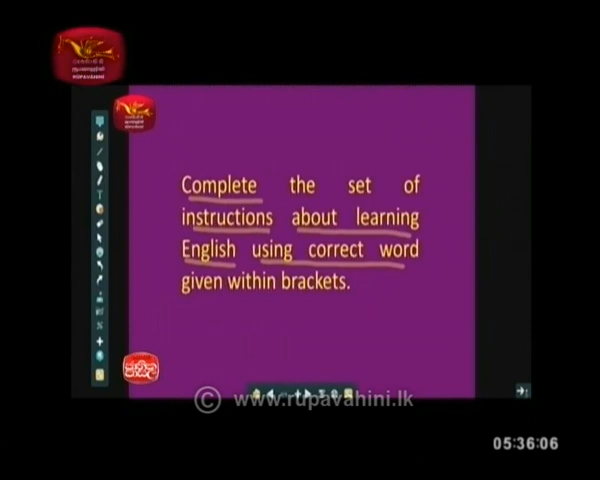 #RUPAVAHINI
Complete the set of
instructions about learning
English using correct word
given within brackets.
© www.rupavahini.lk
05:36:06